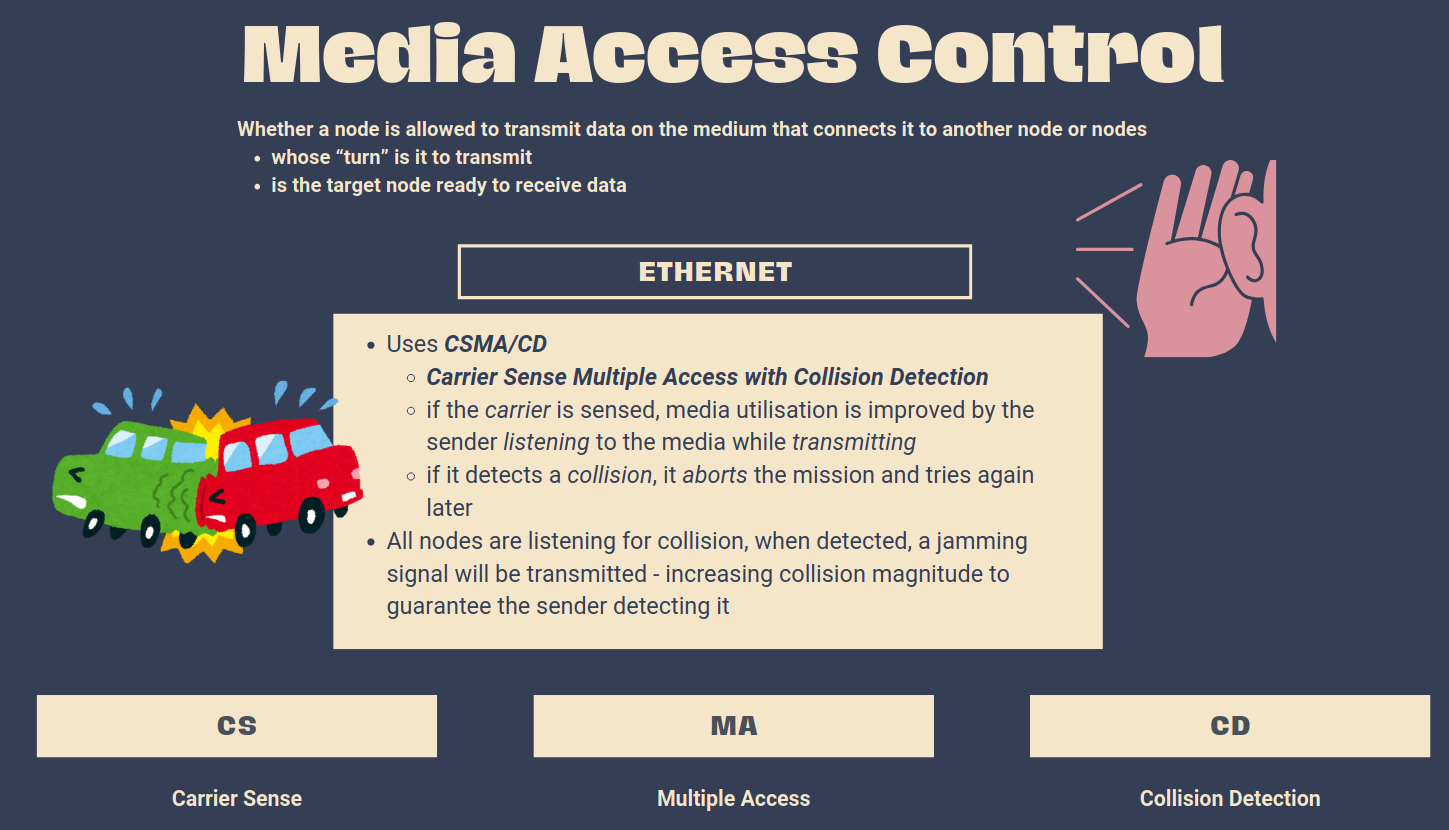 Media Access Control
Whether a node is allowed to transmit data on the medium that connects it to another node or nodes
• whose “turn” is it to transmit
• is the target node ready to receive data
ETHERNET
• Uses CSMA/CD
○ Carrier Sense Multiple Access with Collision Detection
○ if the carrier is sensed, media utilisation is improved by the
sender listening to the media while transmitting
○ if it detects a collision, it aborts the mission and tries again
later
• All nodes are listening for collision, when detected, a jamming
signal will be transmitted - increasing collision magnitude to
guarantee the sender detecting it
CS
MA
CD
Carrier Sense
Multiple Access
Collision Detection